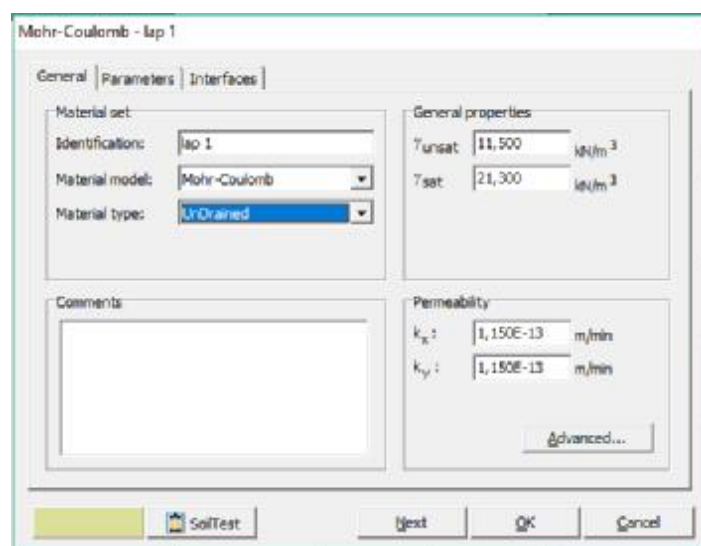 Mohr-Coulomb - lap 1
General Parameters Interfaces
Material set
Identification: lap 1
Material model: Mohr-Coulomb
Material type: UnDrained
General properties
γunsat 11,500 kN/m 3
γsat 21,300 kN/m 3
Comments
Permeability
kx : 1,150E-13 m/min
ky : 1,150E-13 m/min
Advanced...
SoilTest Next OK Cancel